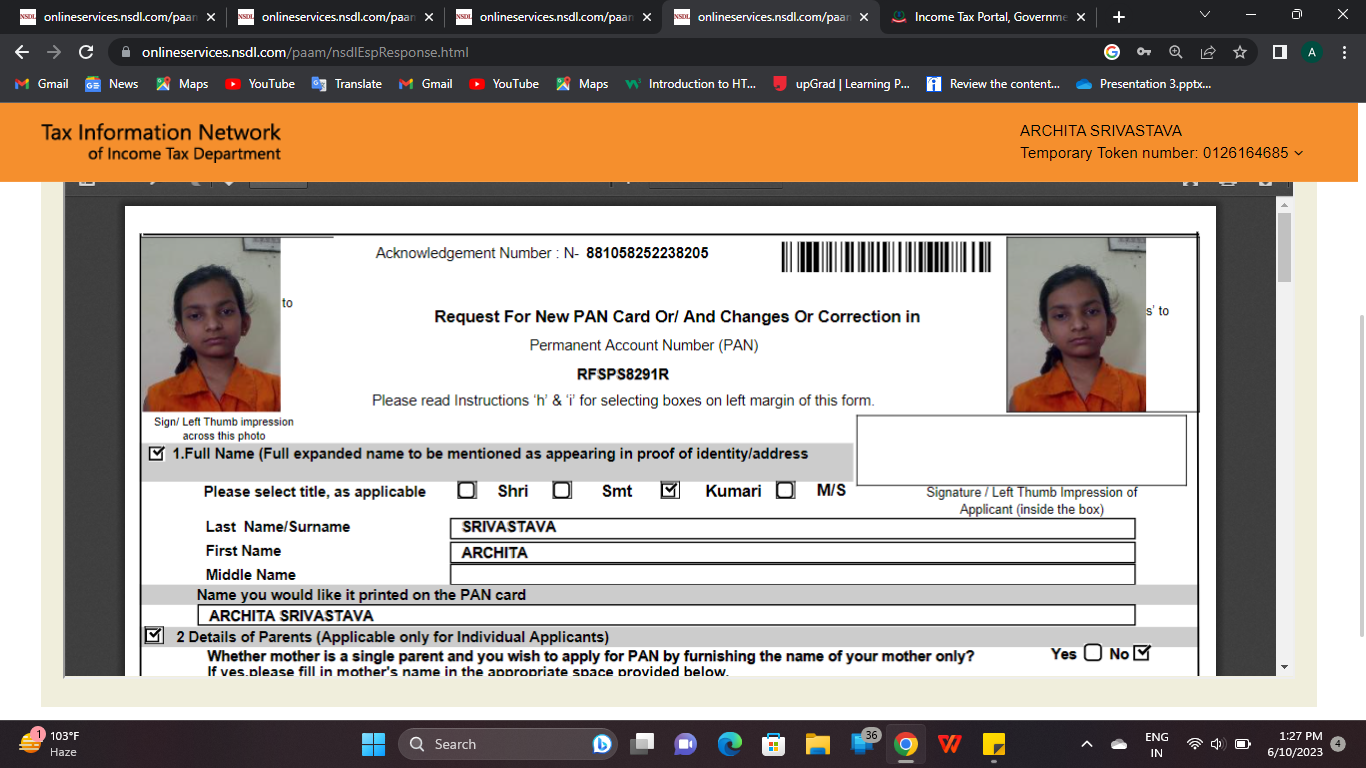 onlineservices.nsdl.com/paan
onlineservices.nsdl.com/paan
onlineservices.nsdl.com/paan
onlineservices.nsdl.com/paan
Income Tax Portal, Governme
onlineservices.nsdl.com/paam/nsdlEspResponse.html
A
Gmail
News
Maps
YouTube
Translate
Gmail
YouTube
Maps
Introduction to HT...
upGrad | Learning P...
Review the content...
Presentation 3.pptx...
Tax Information Network
of Income Tax Department
ARCHITA SRIVASTAVA
Temporary Token number: 0126164685
Acknowledgement Number : N- 881058252238205
to
s' to
Request For New PAN Card Or/ And Changes Or Correction in
Permanent Account Number (PAN)
RFSPS8291R
Please read Instructions 'h' & 'i' for selecting boxes on left margin of this form.
Sign/ Left Thumb impression
across this photo
1.Full Name (Full expanded name to be mentioned as appearing in proof of identity/address
Please select title, as applicable Shri Smt Kumari M/S
Signature / Left Thumb Impression of
Applicant (inside the box)
Last Name/Surname SRIVASTAVA
First Name ARCHITA
Middle Name
Name you would like it printed on the PAN card
ARCHITA SRIVASTAVA
2 Details of Parents (Applicable only for Individual Applicants)
Whether mother is a single parent and you wish to apply for PAN by furnishing the name of your mother only? Yes No
If yes,please fill in mother's name in the appropriate space provided below.
1
103°F
Haze
Search
36
ENG
IN
1:27 PM
6/10/2023
4